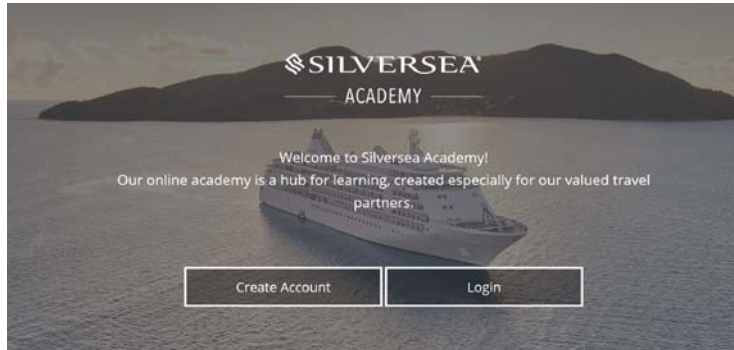 SILVERSEA®
ACADEMY
Welcome to Silversea Academy!
Our online academy is a hub for learning, created especially for our valued travel
partners.
Create Account
Login